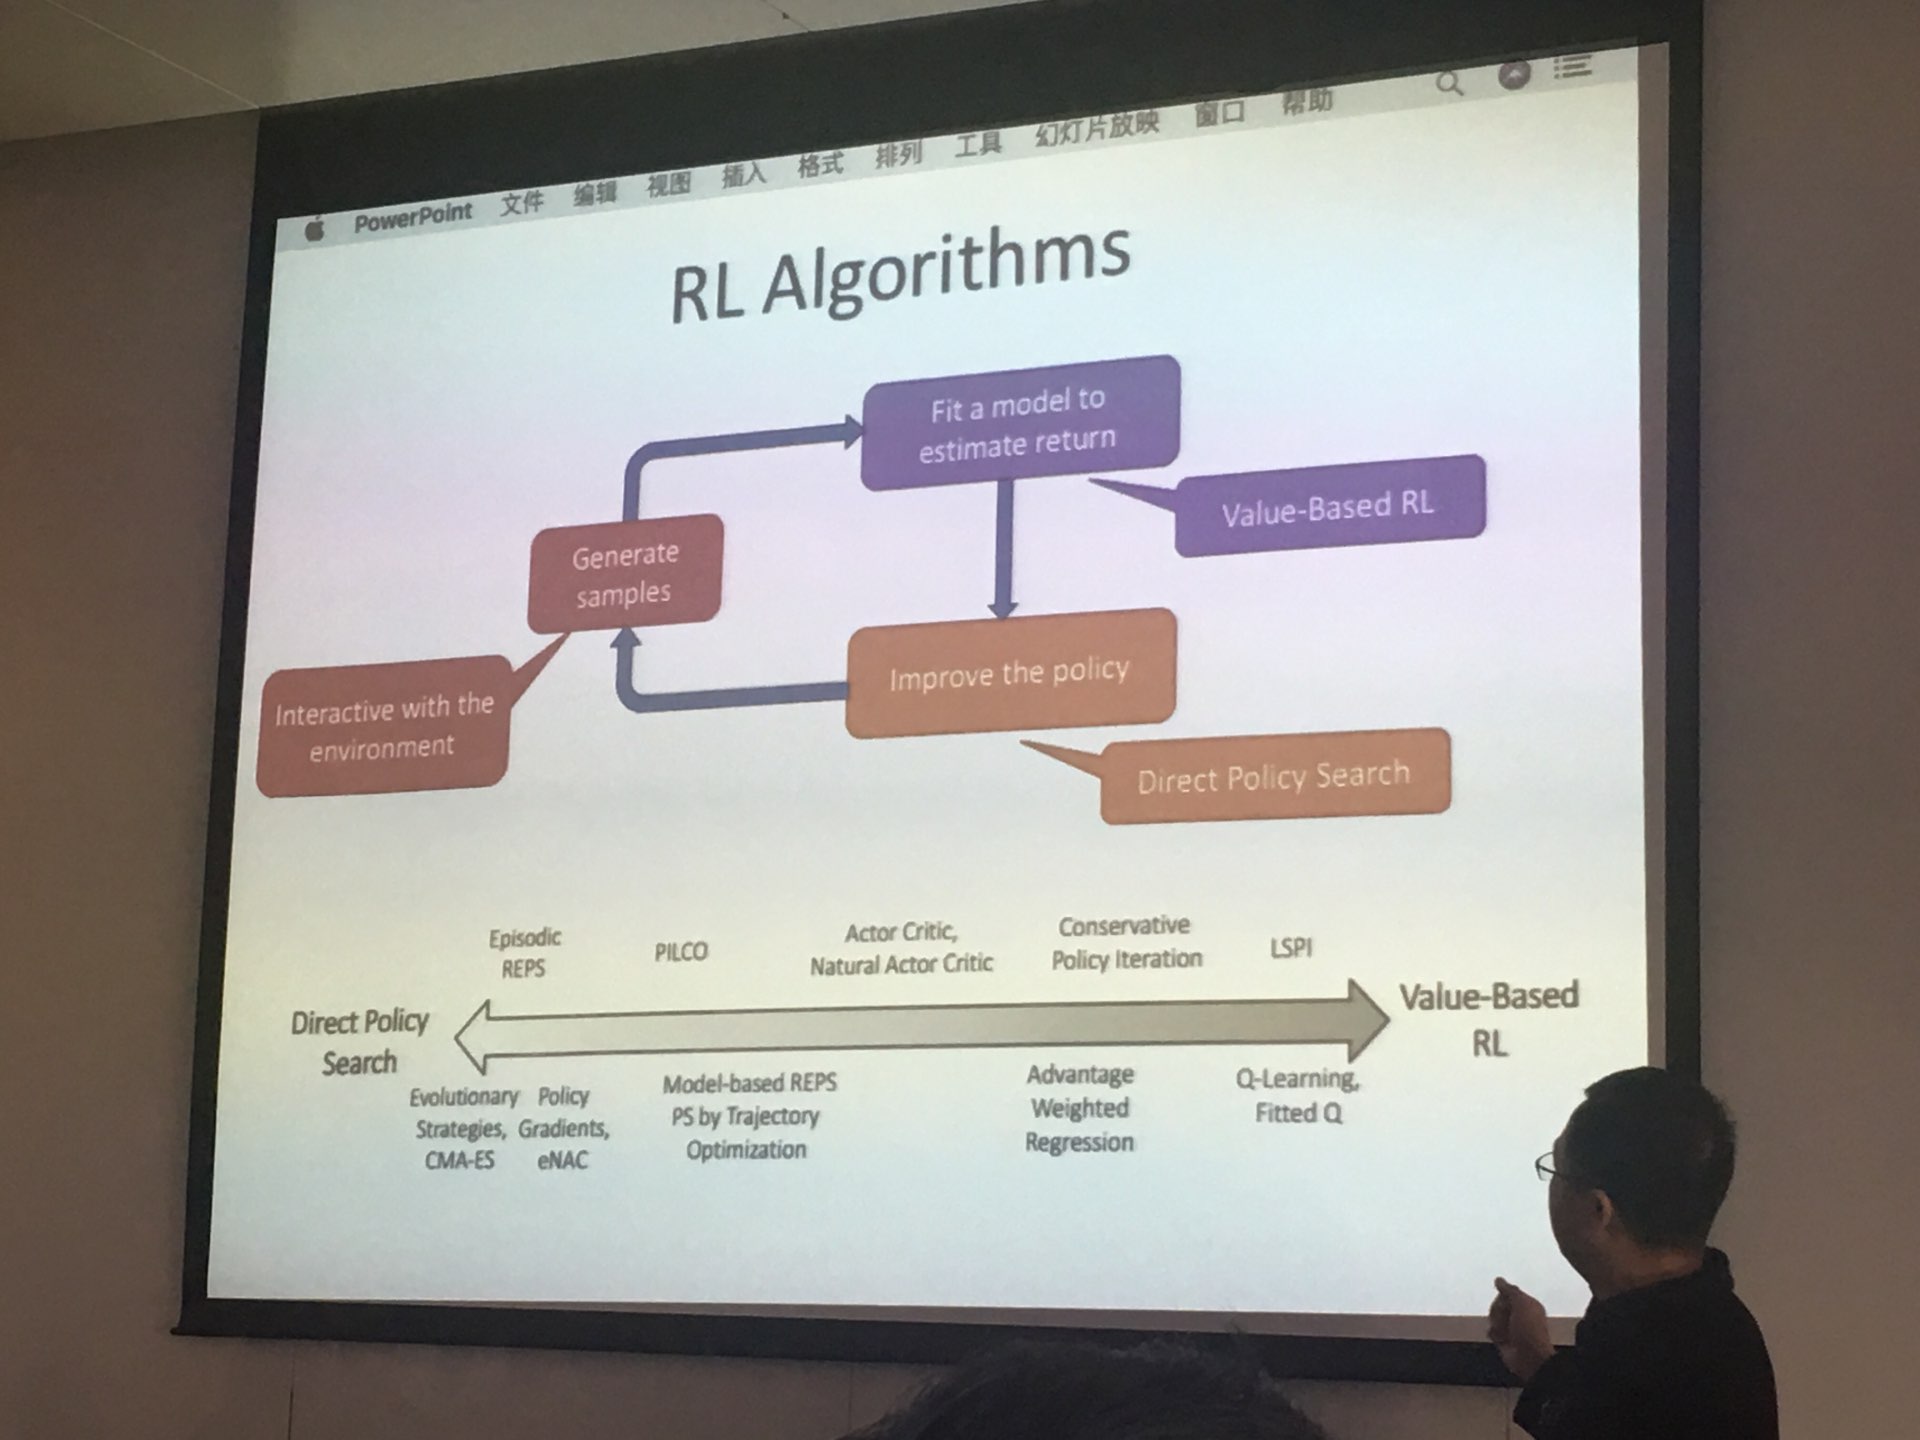 PowerPoint 文件 编辑 视图 插入 格式 排列 工具 幻灯片放映 窗口 帮助
RL Algorithms
Fit a model to
estimate return
Value-Based RL
Generate
samples
Interactive with the
environment
Improve the policy
Direct Policy Search
Episodic
REPS
PILCO
Actor Critic,
Natural Actor Critic
Conservative
Policy Iteration
LSPI
Direct Policy
Search
Value-Based
RL
Evolutionary
Strategies,
CMA-ES
Policy
Gradients,
eNAC
Model-based REPS
PS by Trajectory
Optimization
Advantage
Weighted
Regression
Q-Learning,
Fitted Q